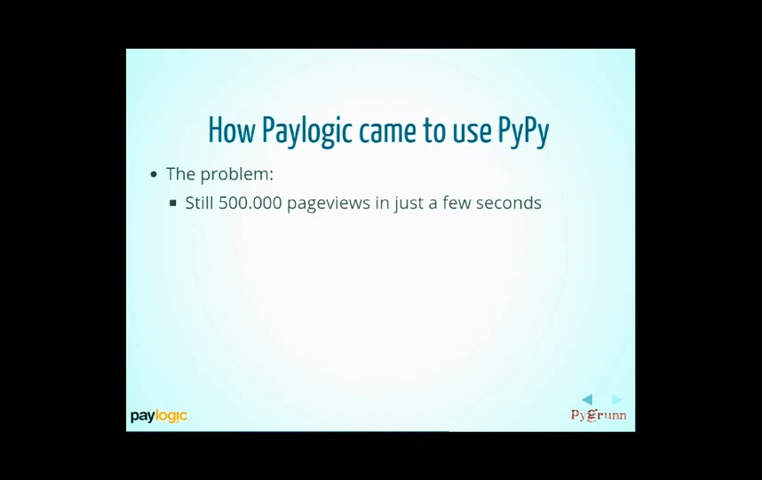 How Paylogic came to use PyPy
The problem:
Still 500.000 pageviews in just a few seconds
paylogic
Pygrunn